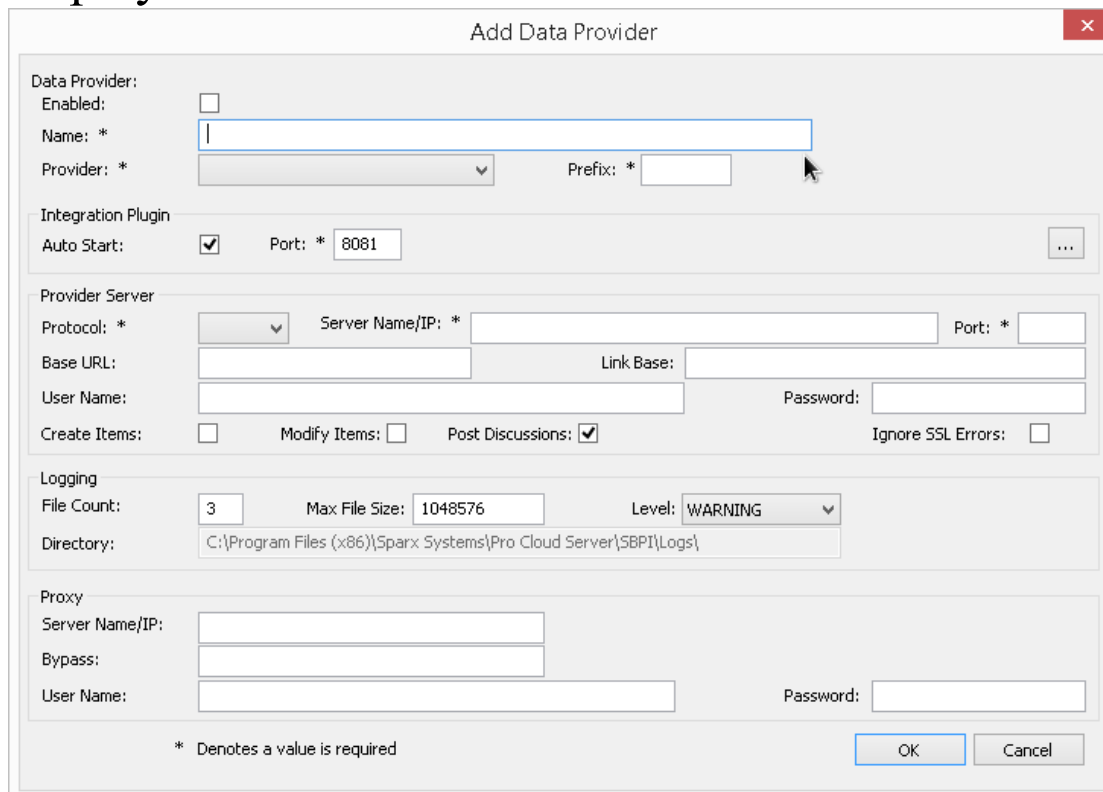 Add Data Provider
Data Provider:
Enabled:
Name: *
Provider: * Prefix: *
Integration Plugin
Auto Start: Port: * 8081 ...
Provider Server
Protocol: * Server Name/IP: * Port: *
Base URL: Link Base:
User Name: Password:
Create Items: Modify Items: Post Discussions: Ignore SSL Errors:
Logging
File Count: 3 Max File Size: 1048576 Level: WARNING
Directory: C:\Program Files (x86)\Sparx Systems\Pro Cloud Server\SBPI\Logs\
Proxy
Server Name/IP:
Bypass:
User Name: Password:
* Denotes a value is required OK Cancel